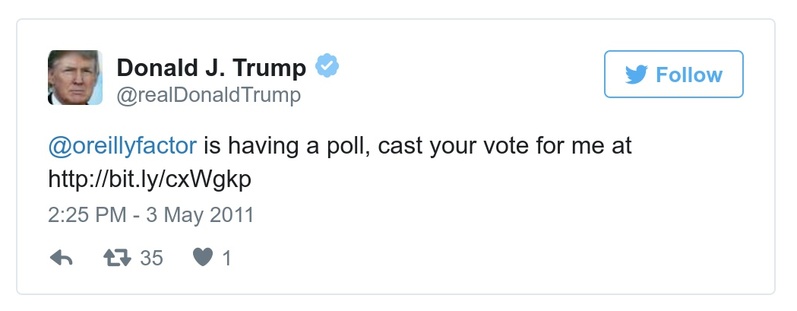 Donald J. Trump
@realDonaldTrump
Follow
@oreillyfactor is having a poll, cast your vote for me at
http://bit.ly/cxWgkp
2:25 PM - 3 May 2011
35 1